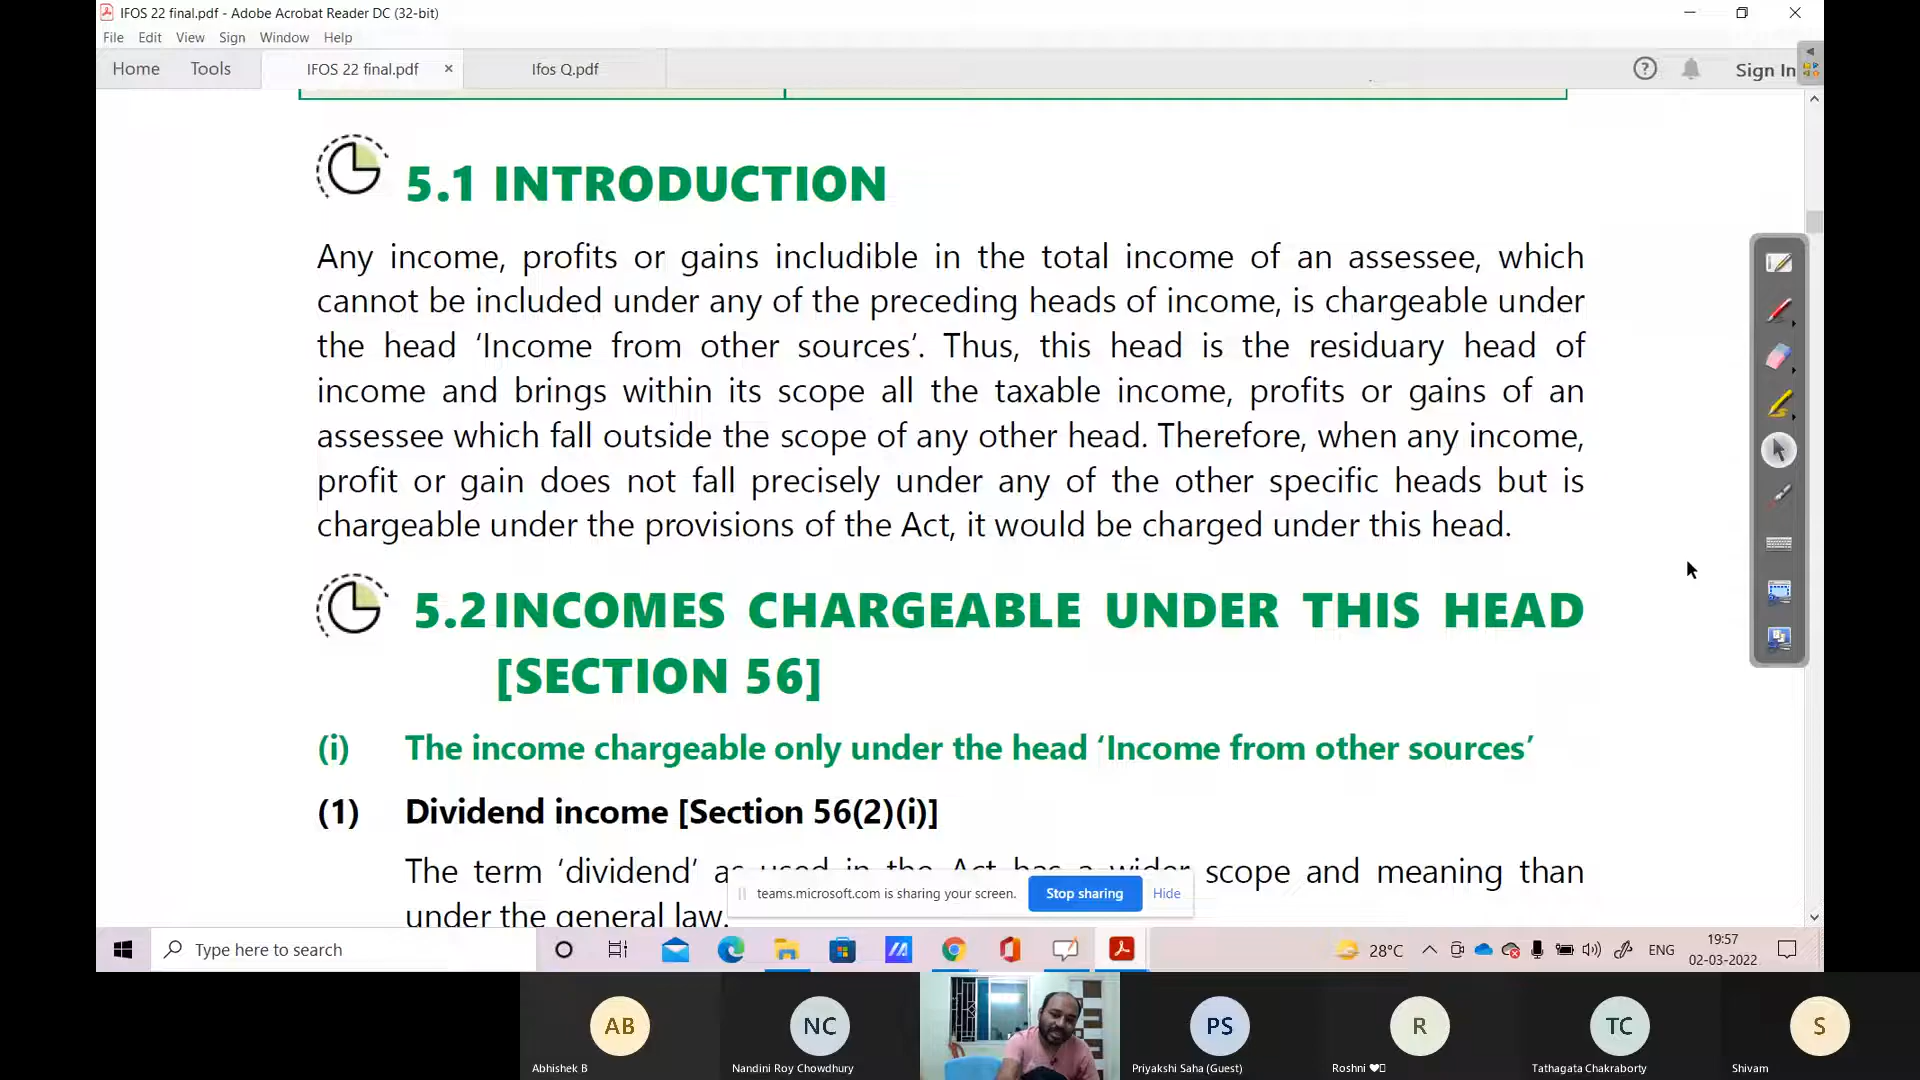 IFOS 22 final.pdf - Adobe Acrobat Reader DC (32-bit)
File Edit View Sign Window Help
Home Tools IFOS 22 final.pdf × Ifos Q.pdf ? Sign In
5.1 INTRODUCTION
Any income, profits or gains includible in the total income of an assessee, which
cannot be included under any of the preceding heads of income, is chargeable under
the head ‘Income from other sources’. Thus, this head is the residuary head of
income and brings within its scope all the taxable income, profits or gains of an
assessee which fall outside the scope of any other head. Therefore, when any income,
profit or gain does not fall precisely under any of the other specific heads but is
chargeable under the provisions of the Act, it would be charged under this head.
5.2 INCOMES CHARGEABLE UNDER THIS HEAD
[SECTION 56]
(i) The income chargeable only under the head ‘Income from other sources’
(1) Dividend income [Section 56(2)(i)]
The term ‘dividend’ as used in the Act has a wider scope and meaning than
under the general law.
teams.microsoft.com is sharing your screen. Stop sharing Hide
Type here to search
28°C ENG 19:57
02-03-2022
AB NC PS R TC S
Abhishek B Nandini Roy Chowdhury Priyakshi Saha (Guest) Roshni ❤ Tathagata Chakraborty Shivam